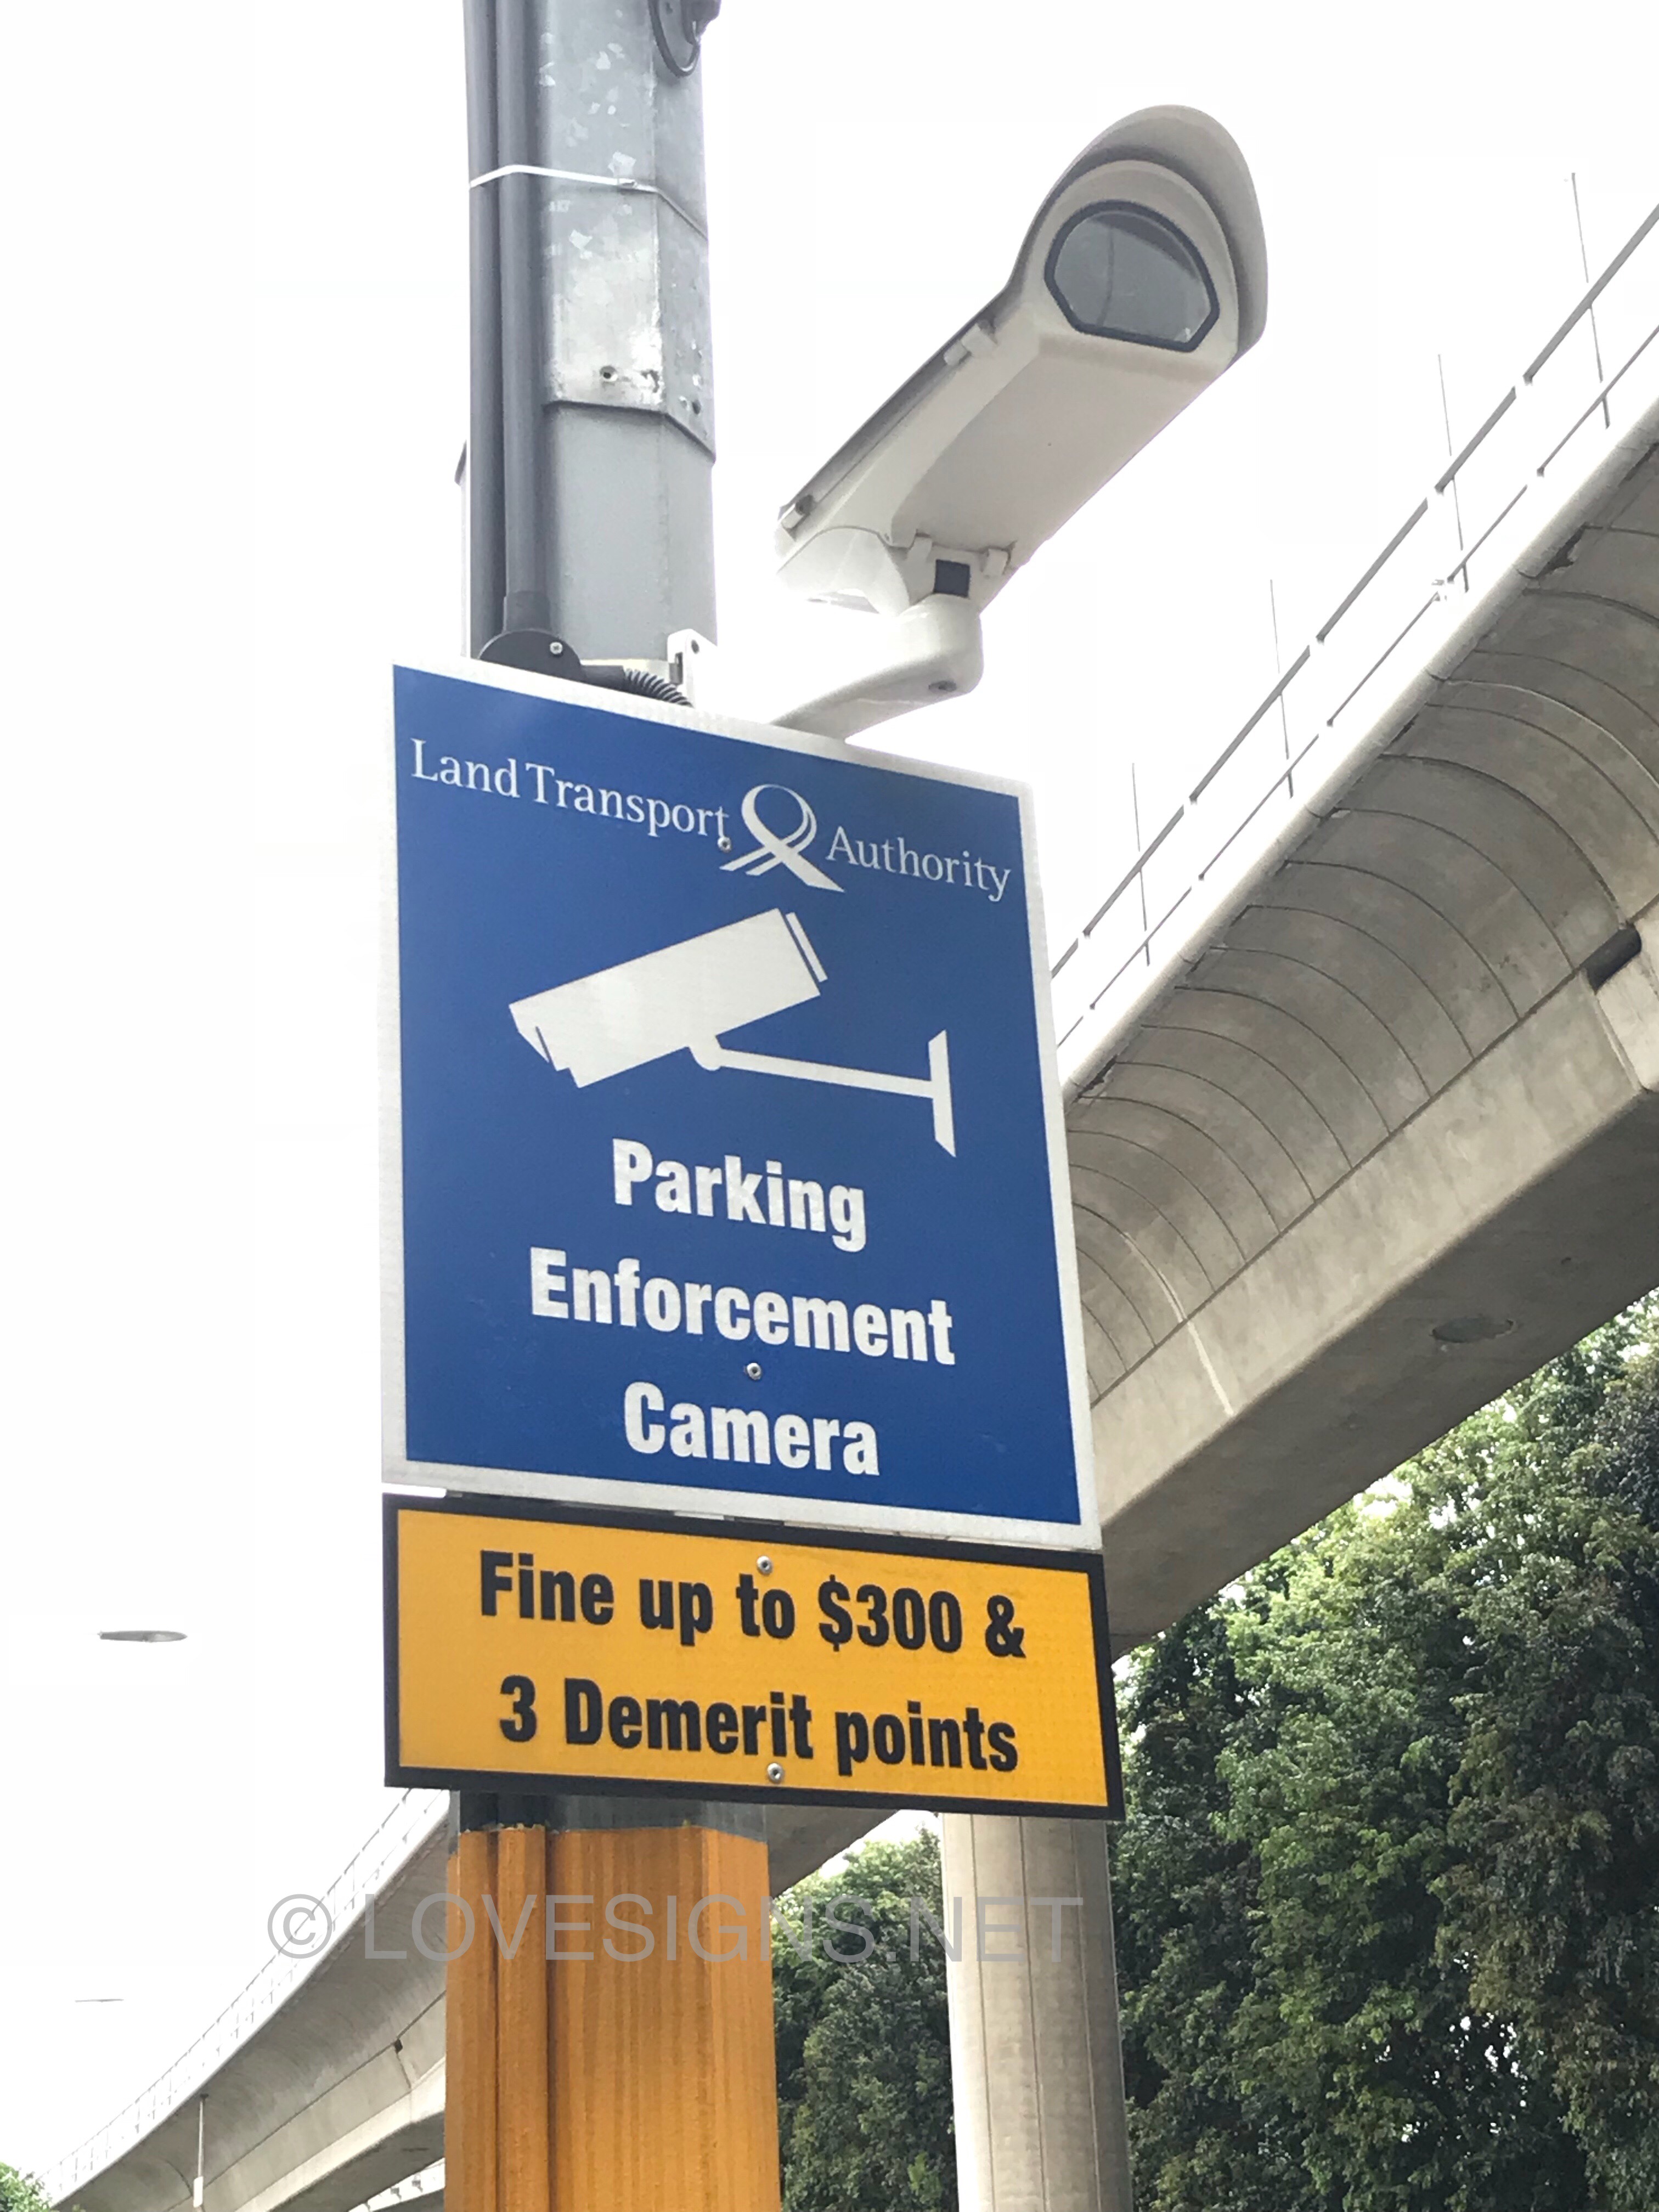 Land Transport Authority
Parking
Enforcement
Camera
Fine up to $300 &
3 Demerit points
© LOVESIGNS.NET